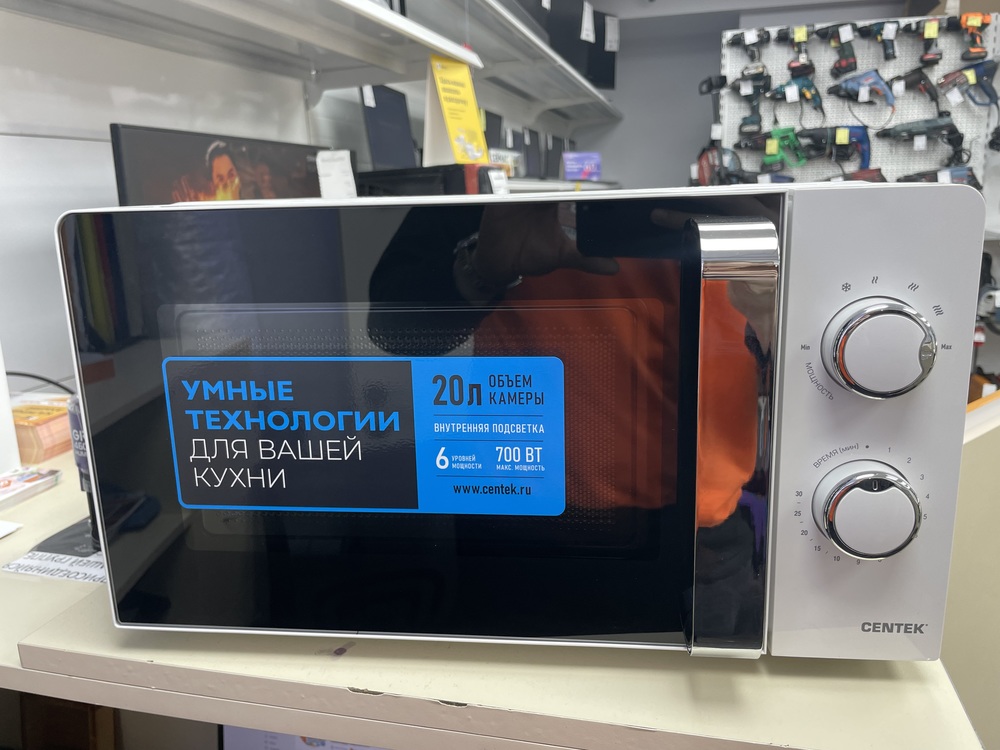 УМНЫЕ
ТЕХНОЛОГИИ
ДЛЯ ВАШЕЙ
КУХНИ
20л ОБЪЕМ
КАМЕРЫ
ВНУТРЕННЯЯ ПОДСВЕТКА
6 УРОВНЕЙ
МОЩНОСТИ
700 ВТ
МАКС. МОЩНОСТЬ
www.centek.ru
Min
Max
МОЩНОСТЬ
ВРЕМЯ (мин)
1
2
3
4
5
30
25
20
15
10
9
CENTEK